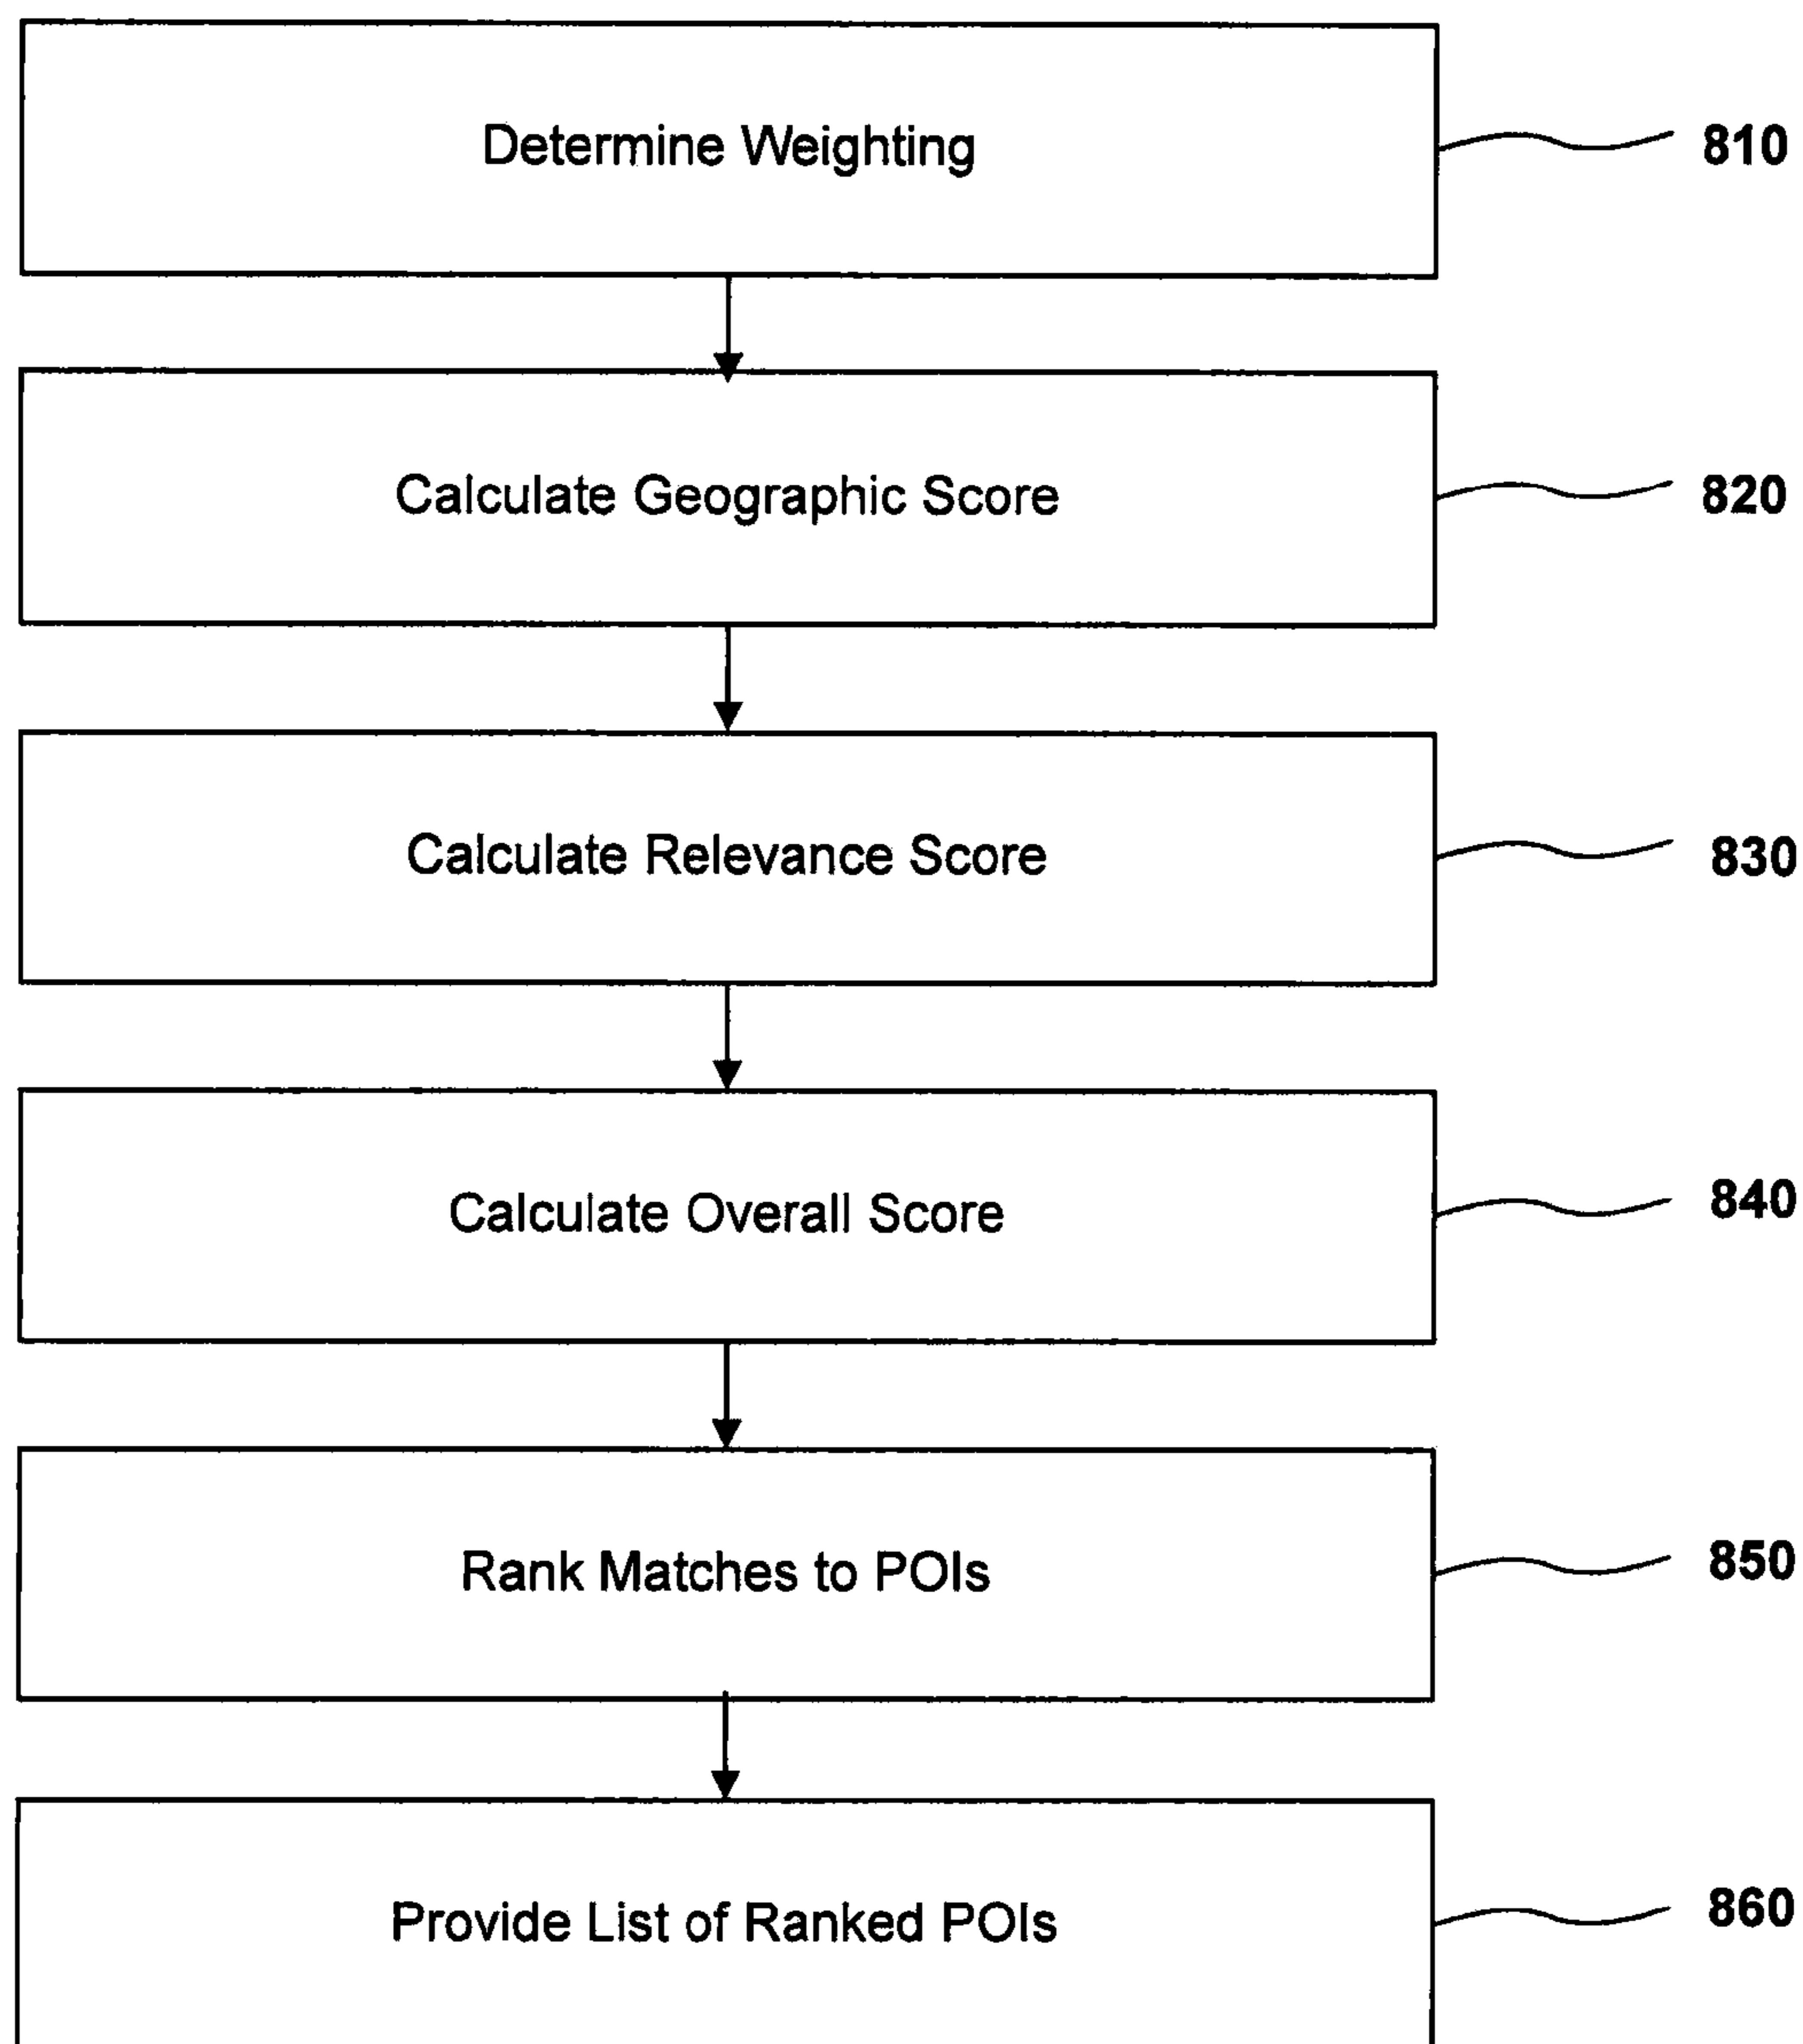 Determine Weighting 810
Calculate Geographic Score 820
Calculate Relevance Score 830
Calculate Overall Score 840
Rank Matches to POIs 850
Provide List of Ranked POIs 860